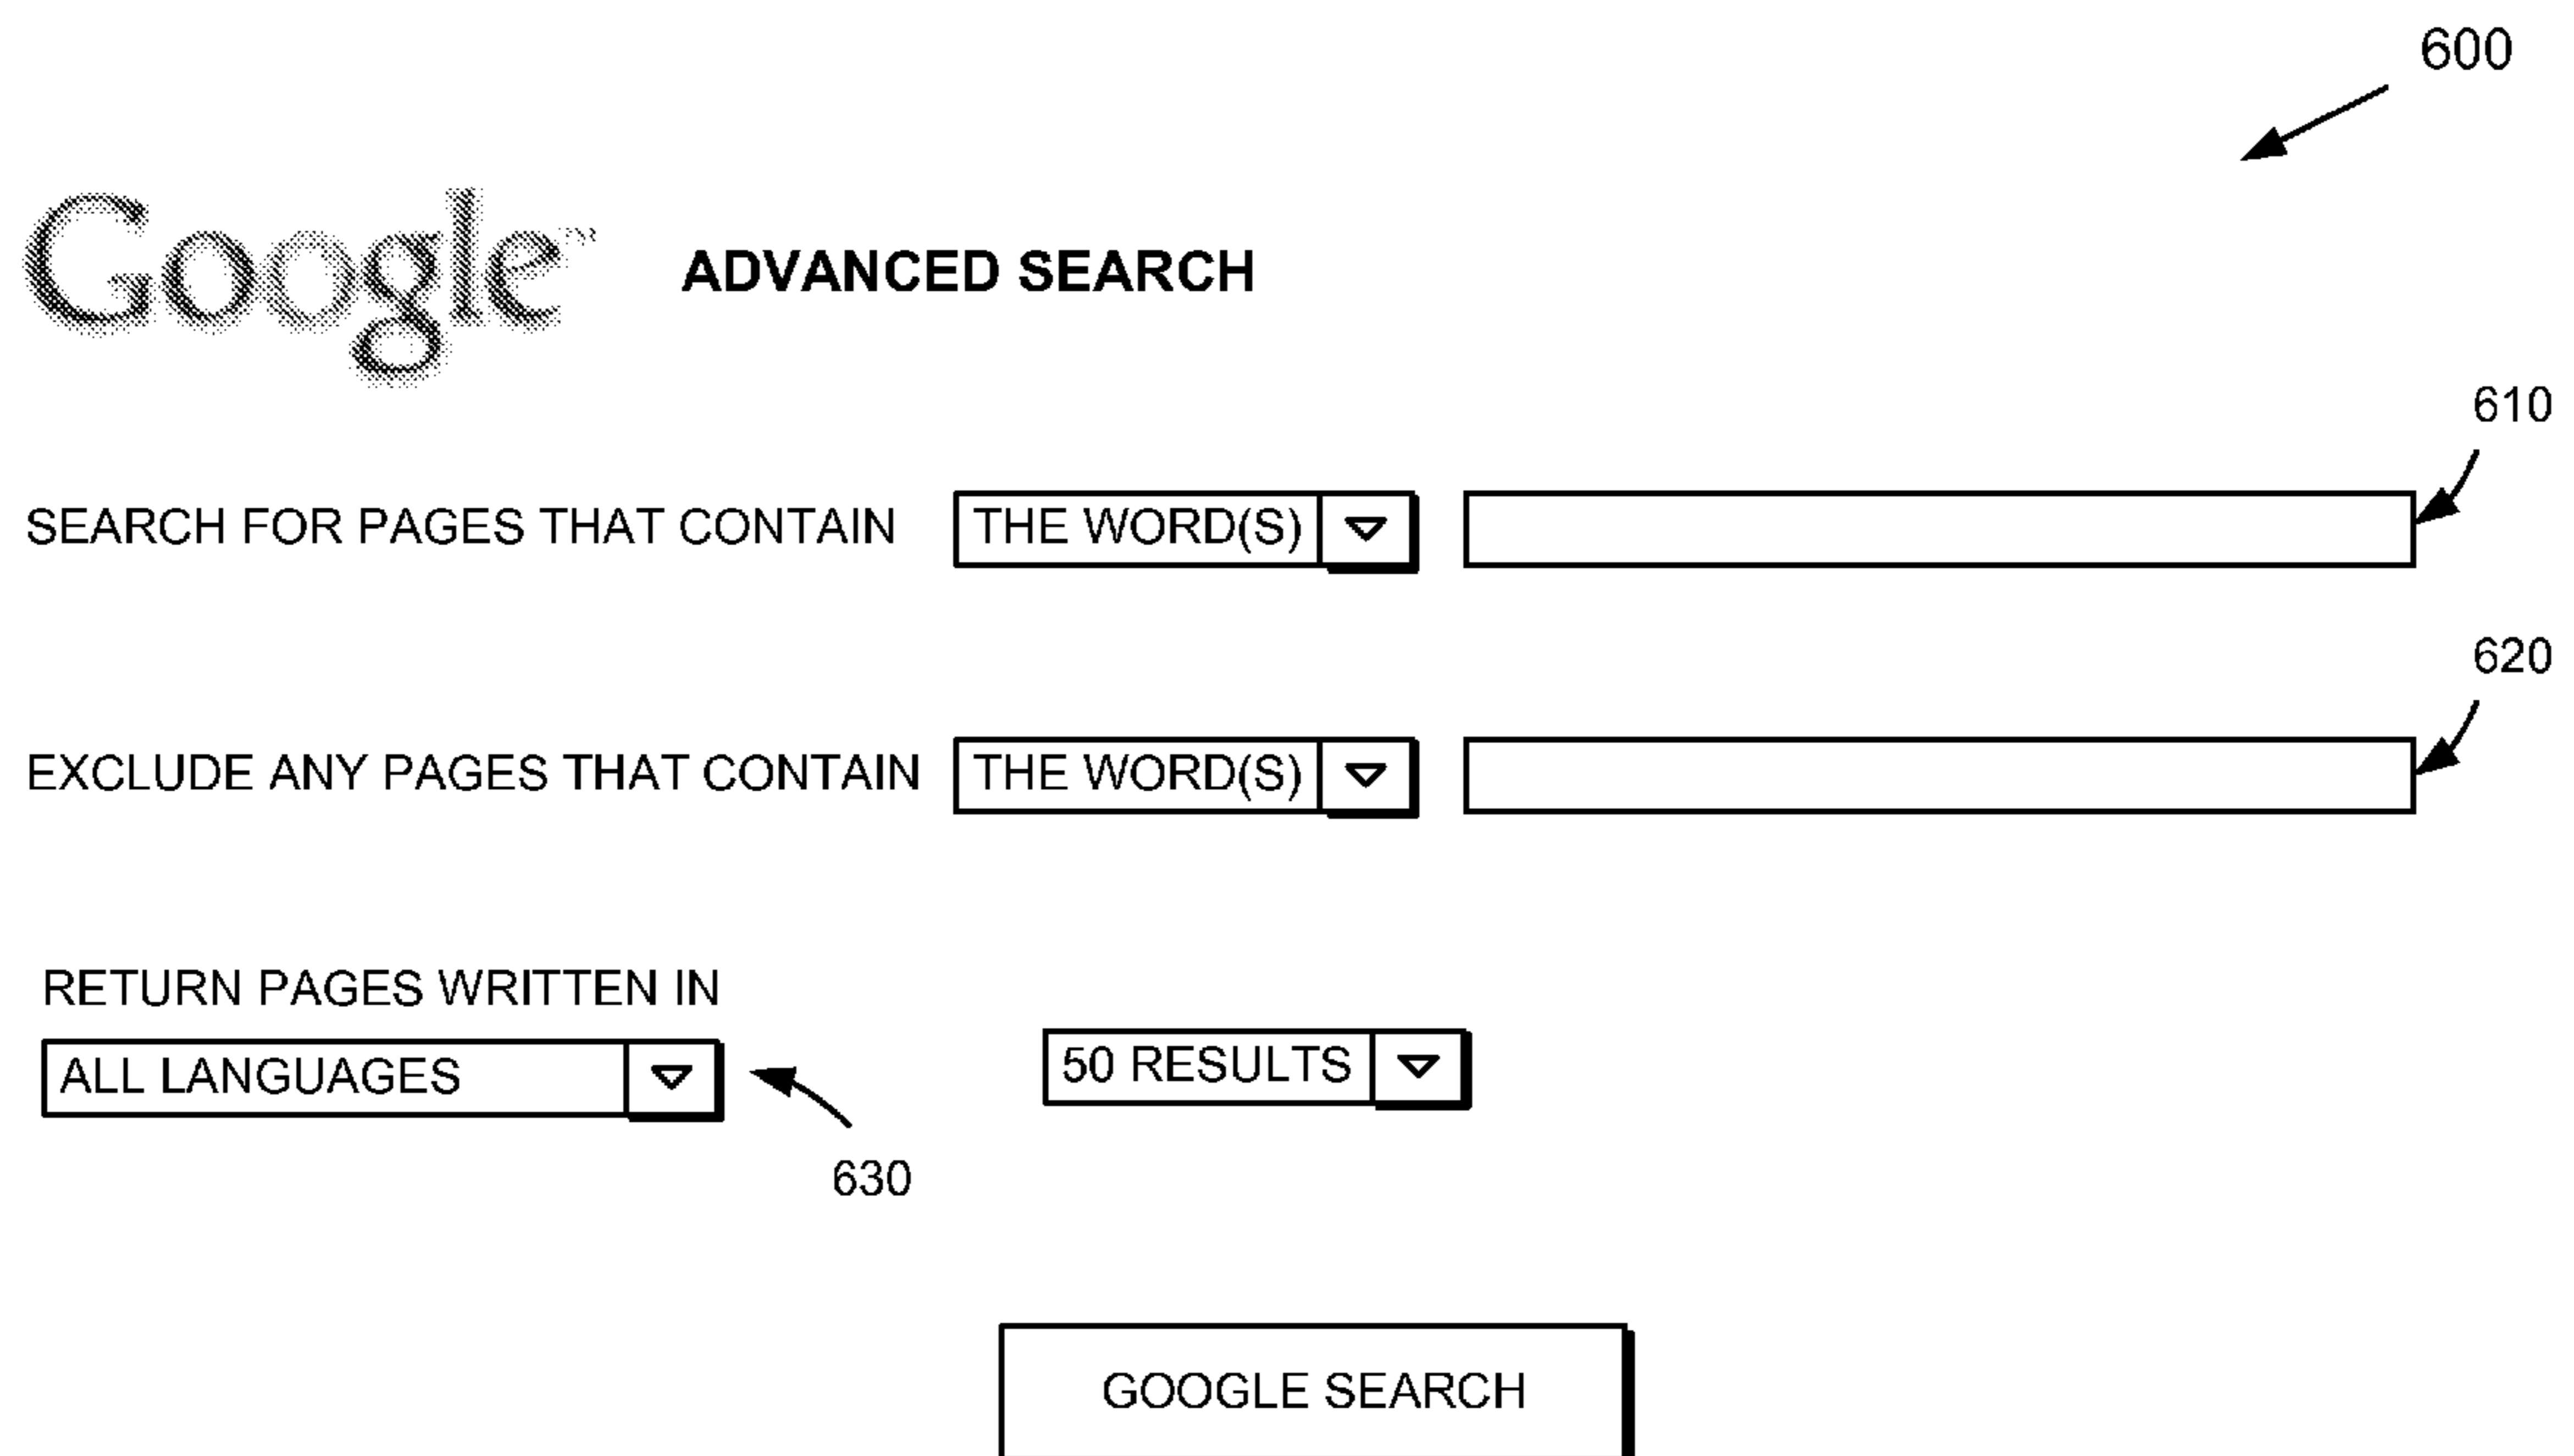 600
Google™ ADVANCED SEARCH
610
SEARCH FOR PAGES THAT CONTAIN THE WORD(S)
620
EXCLUDE ANY PAGES THAT CONTAIN THE WORD(S)
RETURN PAGES WRITTEN IN
ALL LANGUAGES 50 RESULTS
630
GOOGLE SEARCH